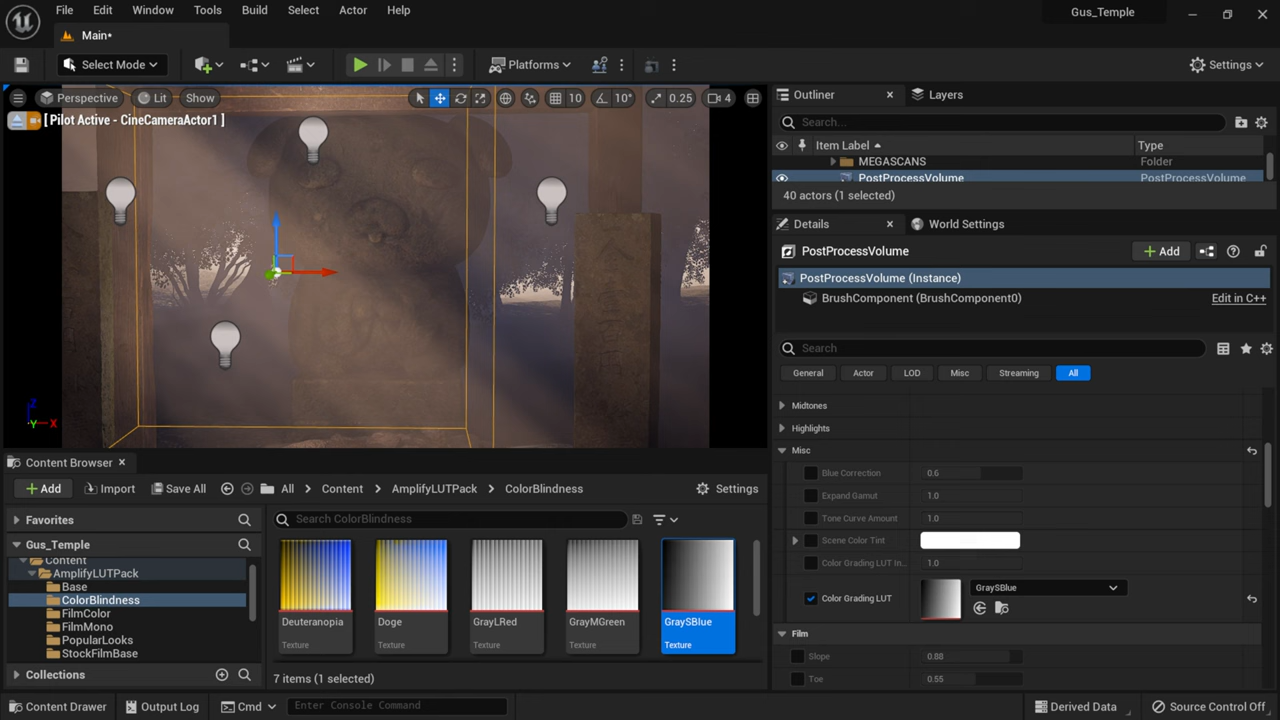 File Edit Window Tools Build Select Actor Help
Gus_Temple
Main*
Select Mode
Platforms
Settings
Perspective Lit Show
10 10° 0.25 4
[ Pilot Active - CineCameraActor1 ]
Outliner Layers
Search...
Item Label Type
MEGASCANS Folder
PostProcessVolume PostProcessVolume
40 actors (1 selected)
Details World Settings
PostProcessVolume
Add
PostProcessVolume (Instance)
BrushComponent (BrushComponent0) Edit in C++
Search
General Actor LOD Misc Streaming All
Midtones
Highlights
Misc
Blue Correction 0.6
Expand Gamut 1.0
Tone Curve Amount 1.0
Scene Color Tint
Color Grading LUT In... 1.0
Color Grading LUT GraySBlue
Film
Slope 0.88
Toe 0.55
Z
Y X
Content Browser
Add Import Save All All Content AmplifyLUTPack ColorBlindness Settings
Favorites
Gus_Temple
Content
AmplifyLUTPack
Base
ColorBlindness
FilmColor
FilmMono
PopularLooks
StockFilmBase
Collections
Search ColorBlindness
Deuteranopia Doge GrayLRed GrayMGreen GraySBlue
Texture Texture Texture Texture Texture
7 items (1 selected)
Content Drawer Output Log Cmd Enter Console Command Derived Data Source Control Off